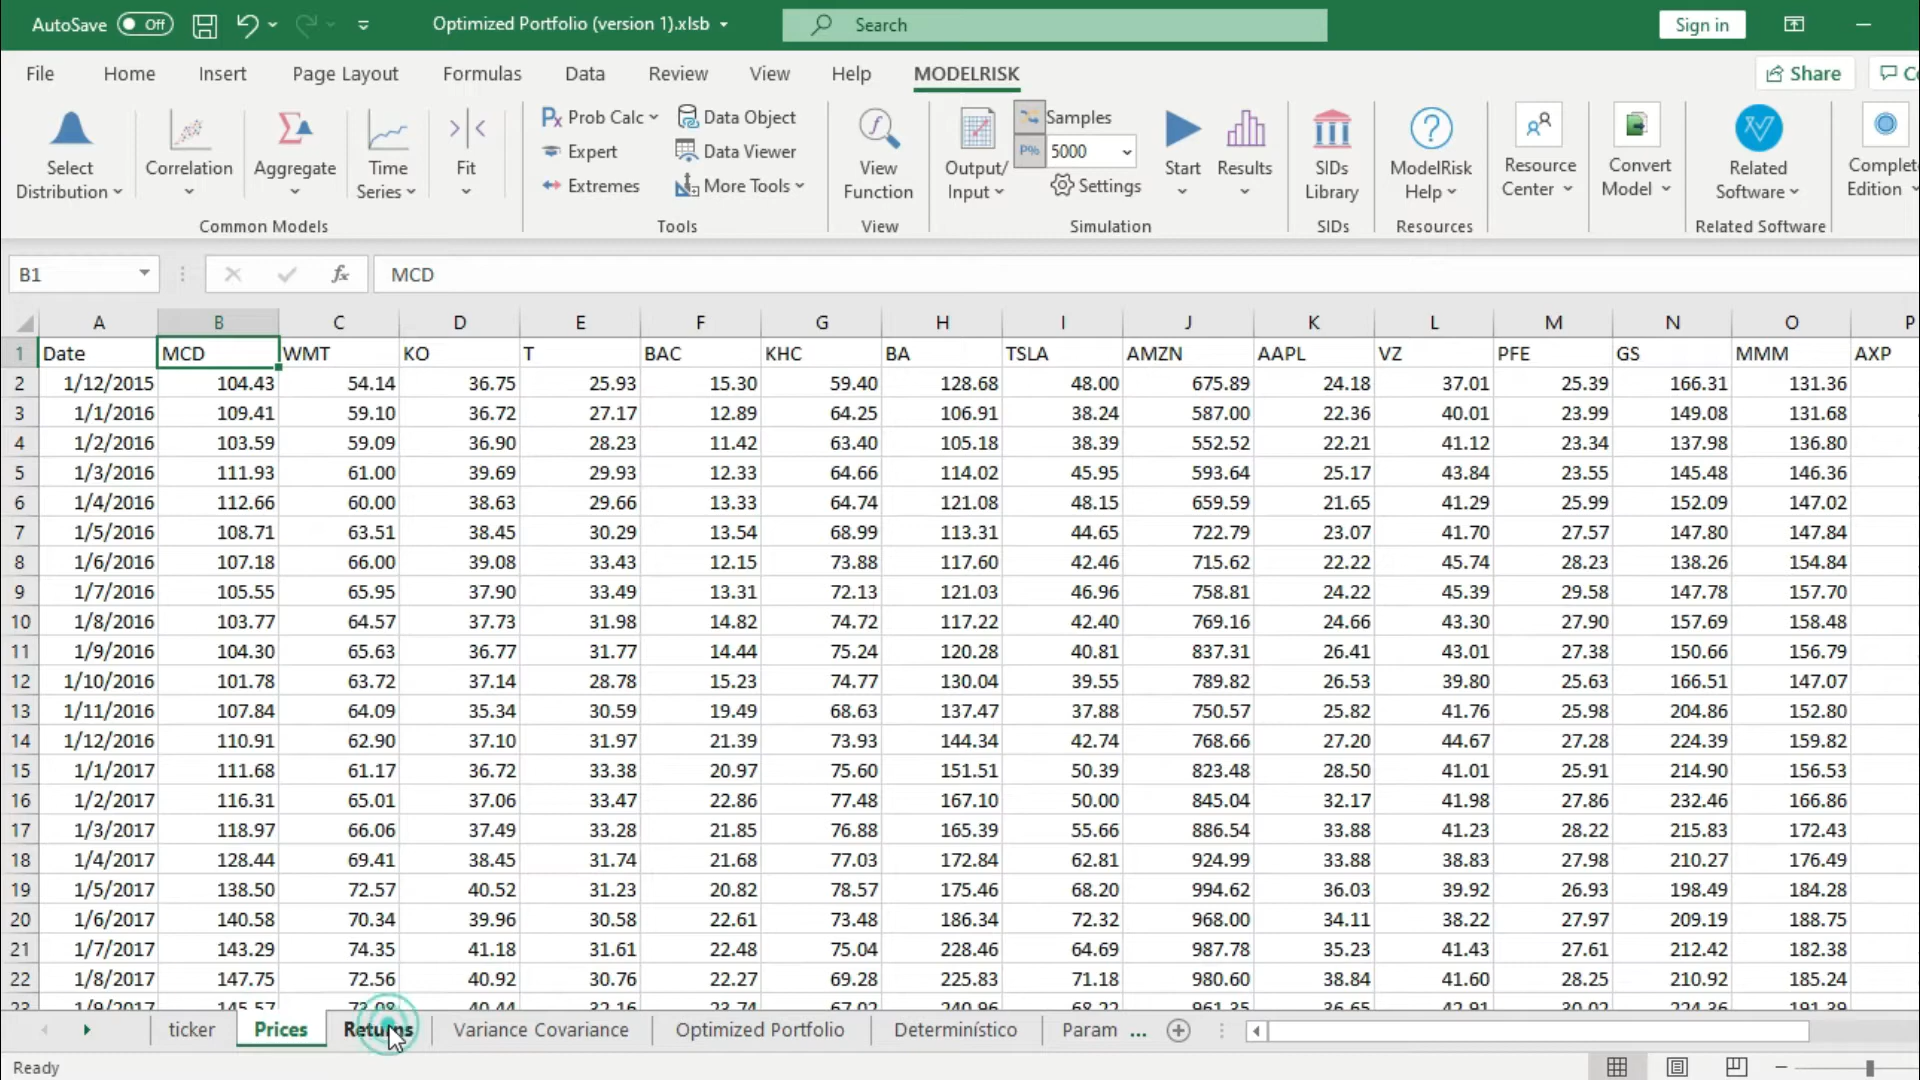 AutoSave Off Optimized Portfolio (version 1).xlsb Search Sign in
File Home Insert Page Layout Formulas Data Review View Help MODELRISK Share
Select Distribution
Correlation
Aggregate
Time Series
Fit
Common Models
Prob Calc
Expert
Extremes
Data Object
Data Viewer
More Tools
Tools
View Function
View
Output/ Input
Samples
5000
Settings
Start
Results
Simulation
SIDs Library
SIDs
ModelRisk Help
Resources
Resource Center
Convert Model
Related Software
Related Software
Edition
B1 fx MCD
A B C D E F G H I J K L M N O P
1 Date MCD WMT KO T BAC KHC BA TSLA AMZN AAPL VZ PFE GS MMM AXP
2 1/12/2015 104.43 54.14 36.75 25.93 15.30 59.40 128.68 48.00 675.89 24.18 37.01 25.39 166.31 131.36
3 1/1/2016 109.41 59.10 36.72 27.17 12.89 64.25 106.91 38.24 587.00 22.36 40.01 23.99 149.08 131.68
4 1/2/2016 103.59 59.09 36.90 28.23 11.42 63.40 105.18 38.39 552.52 22.21 41.12 23.34 137.98 136.80
5 1/3/2016 111.93 61.00 39.69 29.93 12.33 64.66 114.02 45.95 593.64 25.17 43.84 23.55 145.48 146.36
6 1/4/2016 112.66 60.00 38.63 29.66 13.33 64.74 121.08 48.15 659.59 21.65 41.29 25.99 152.09 147.02
7 1/5/2016 108.71 63.51 38.45 30.29 13.54 68.99 113.31 44.65 722.79 23.07 41.70 27.57 147.80 147.84
8 1/6/2016 107.18 66.00 39.08 33.43 12.15 73.88 117.60 42.46 715.62 22.22 45.74 28.23 138.26 154.84
9 1/7/2016 105.55 65.95 37.90 33.49 13.31 72.13 121.03 46.96 758.81 24.22 45.39 29.58 147.78 157.70
10 1/8/2016 103.77 64.57 37.73 31.98 14.82 74.72 117.22 42.40 769.16 24.66 43.30 27.90 157.69 158.48
11 1/9/2016 104.30 65.63 36.77 31.77 14.44 75.24 120.28 40.81 837.31 26.41 43.01 27.38 150.66 156.79
12 1/10/2016 101.78 63.72 37.14 28.78 15.23 74.77 130.04 39.55 789.82 26.53 39.80 25.63 166.51 147.07
13 1/11/2016 107.84 64.09 35.34 30.59 19.49 68.63 137.47 37.88 750.57 25.82 41.76 25.98 204.86 152.80
14 1/12/2016 110.91 62.90 37.10 31.97 21.39 73.93 144.34 42.74 768.66 27.20 44.67 27.28 224.39 159.82
15 1/1/2017 111.68 61.17 36.72 33.38 20.97 75.60 151.51 50.39 823.48 28.50 41.01 25.91 214.90 156.53
16 1/2/2017 116.31 65.01 37.06 33.47 22.86 77.48 167.10 50.00 845.04 32.17 41.98 27.86 232.46 166.86
17 1/3/2017 118.97 66.06 37.49 33.28 21.85 76.88 165.39 55.66 886.54 33.88 41.23 28.22 215.83 172.43
18 1/4/2017 128.44 69.41 38.45 31.74 21.68 77.03 172.84 62.81 924.99 33.88 38.83 27.98 210.27 176.49
19 1/5/2017 138.50 72.57 40.52 31.23 20.82 78.57 175.46 68.20 994.62 36.03 39.92 26.93 198.49 184.28
20 1/6/2017 140.58 70.34 39.96 30.58 22.61 73.48 186.34 72.32 968.00 34.11 38.22 27.97 209.19 188.75
21 1/7/2017 143.29 74.35 41.18 31.61 22.48 75.04 228.46 64.69 987.78 35.23 41.43 27.61 212.42 182.38
22 1/8/2017 147.75 72.56 40.92 30.76 22.27 69.28 225.83 71.18 980.60 38.84 41.60 28.25 210.92 185.24
ticker Prices Returns Variance Covariance Optimized Portfolio Determinístico Param ...
Ready